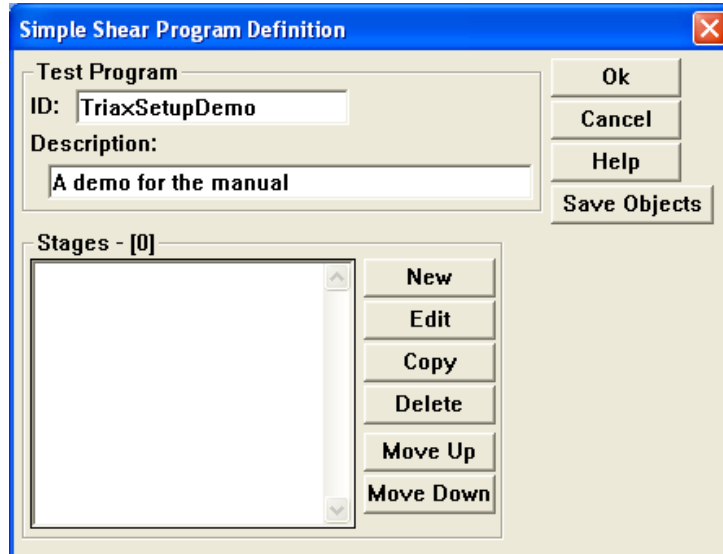 Simple Shear Program Definition
Test Program
ID: TriaxSetupDemo
Description:
A demo for the manual
Ok
Cancel
Help
Save Objects
Stages - [0]
New
Edit
Copy
Delete
Move Up
Move Down